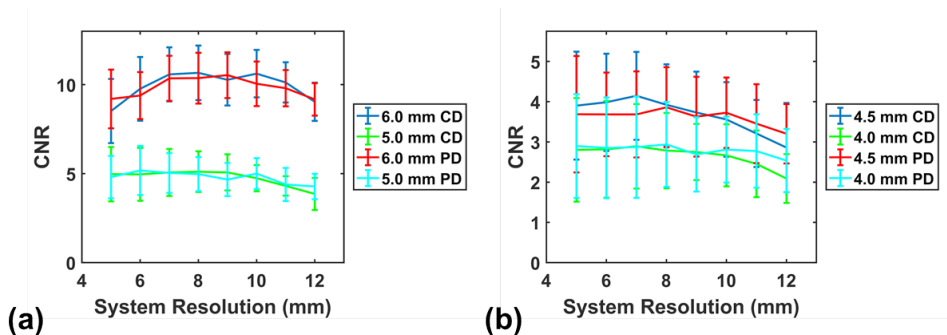 CNR
10
5
0
4
6
8
10
12
System Resolution (mm)
6.0 mm CD
5.0 mm CD
6.0 mm PD
5.0 mm PD
(a)
CNR
5
4
3
2
1
0
4
6
8
10
12
System Resolution (mm)
4.5 mm CD
4.0 mm CD
4.5 mm PD
4.0 mm PD
(b)